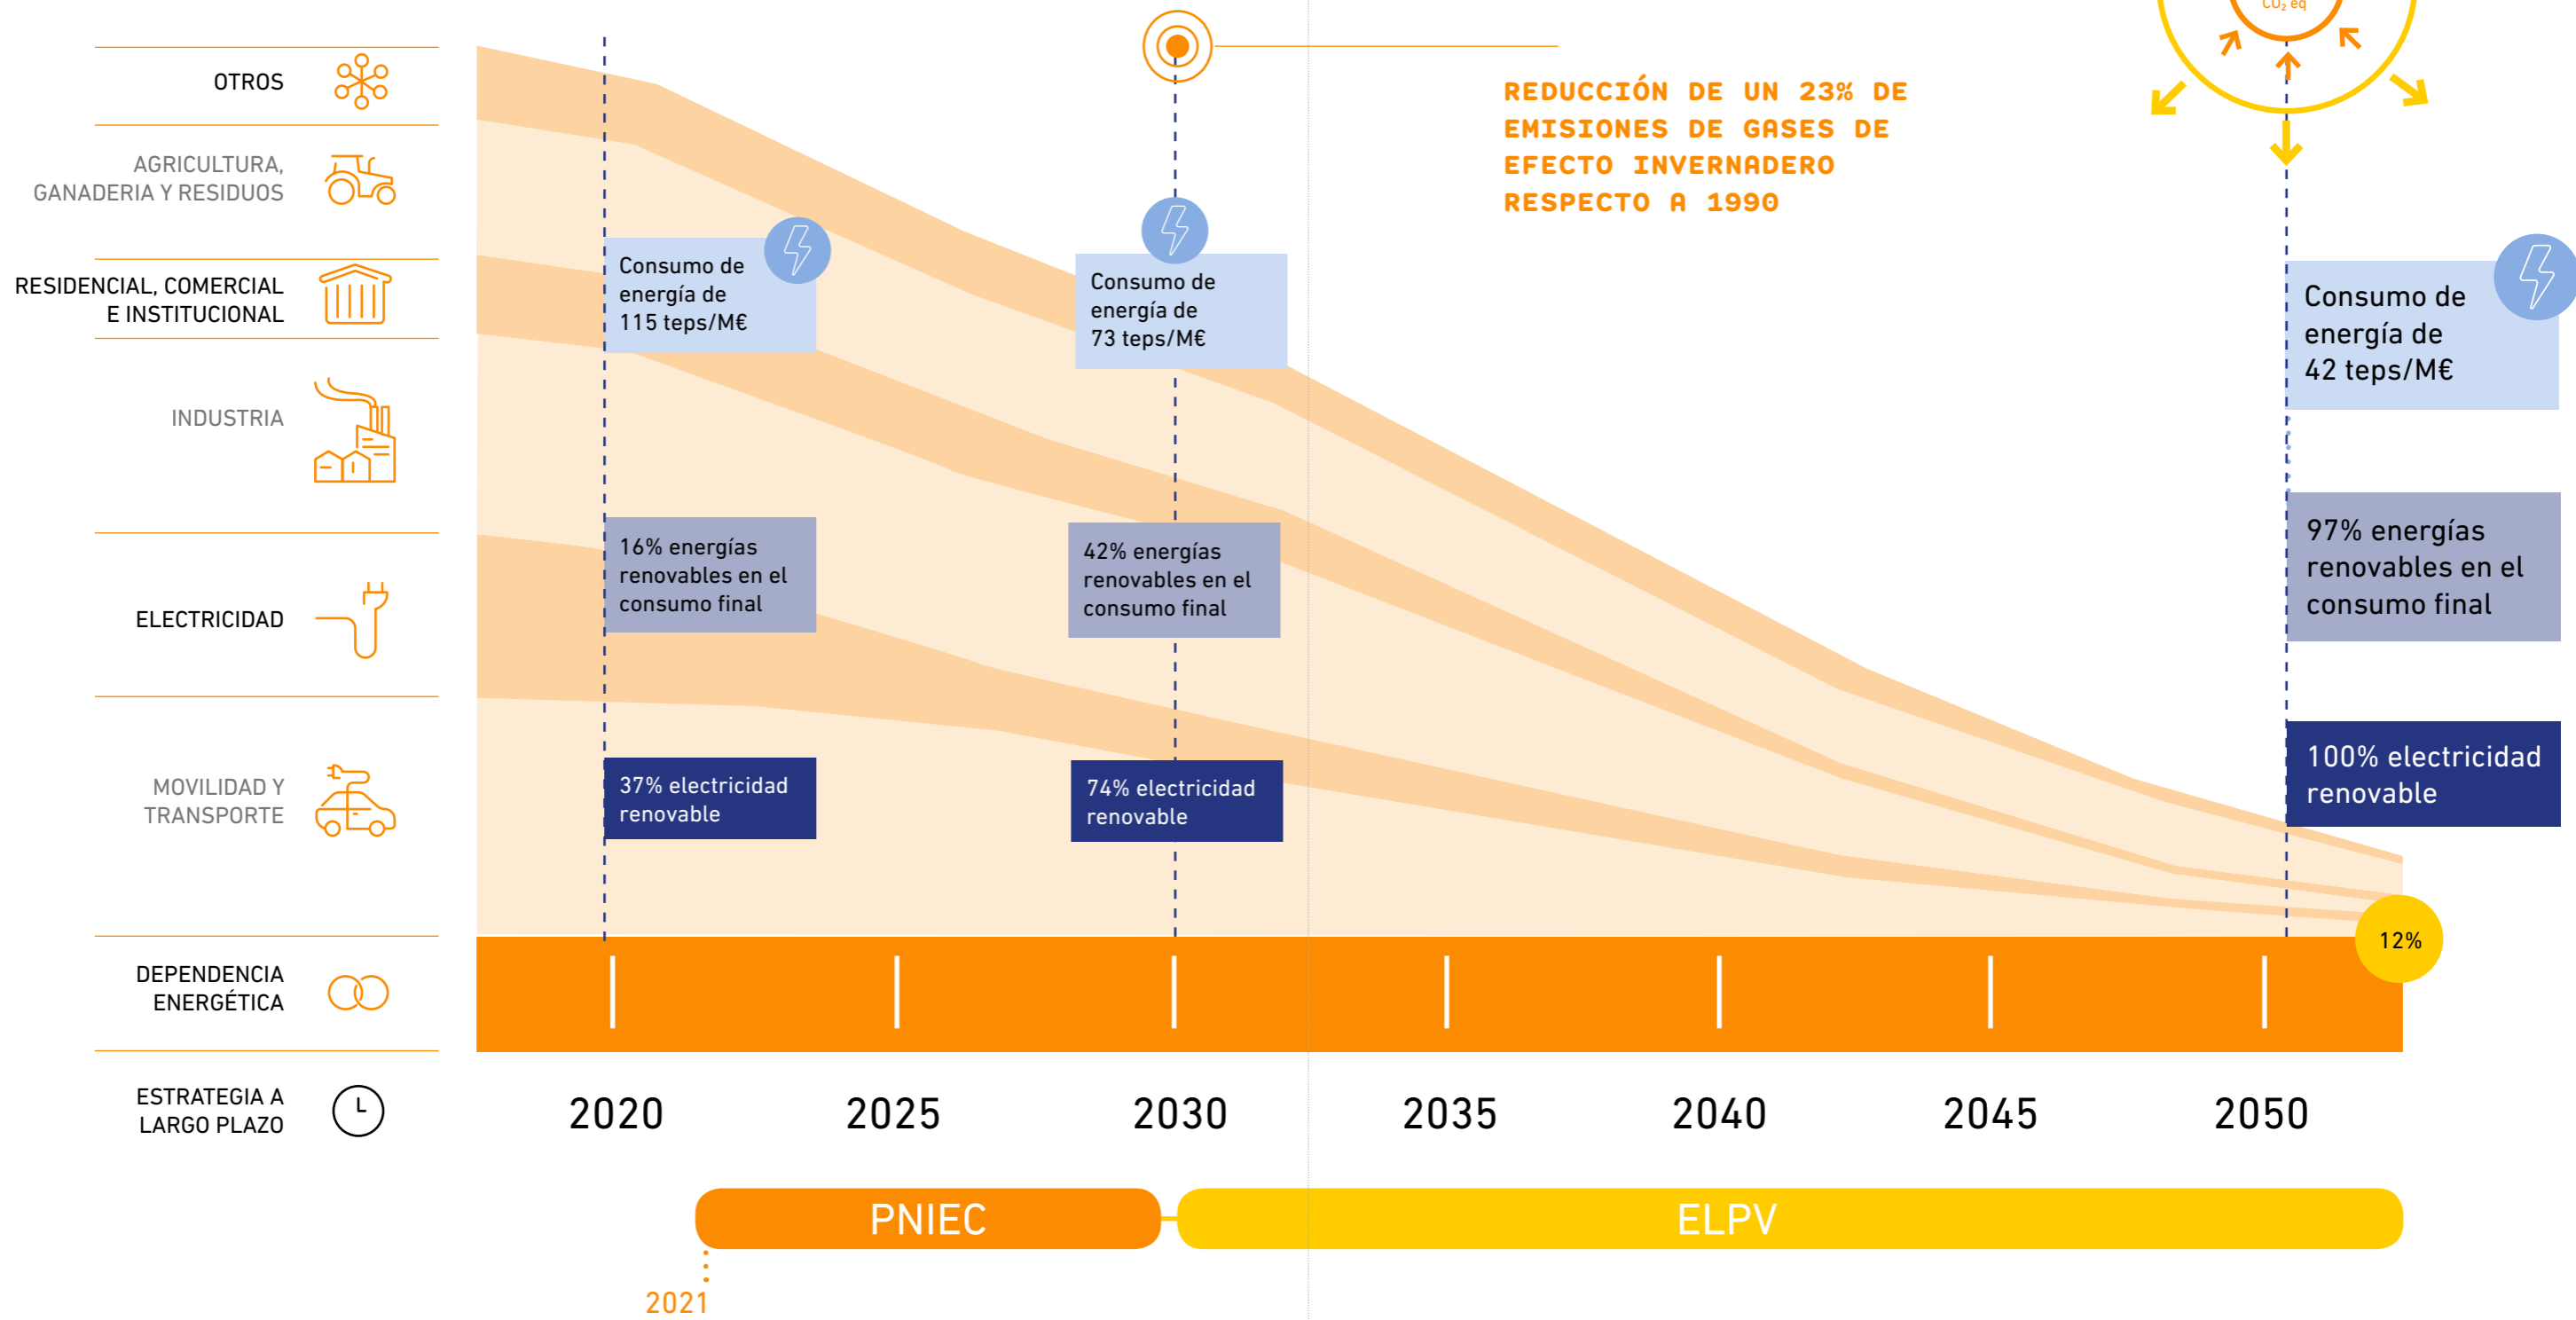 CO₂ eq
OTROS
AGRICULTURA,
GANADERIA Y RESIDUOS
RESIDENCIAL, COMERCIAL
E INSTITUCIONAL
INDUSTRIA
ELECTRICIDAD
MOVILIDAD Y
TRANSPORTE
DEPENDENCIA
ENERGÉTICA
ESTRATEGIA A
LARGO PLAZO
REDUCCIÓN DE UN 23% DE
EMISIONES DE GASES DE
EFECTO INVERNADERO
RESPECTO A 1990
Consumo de
energía de
115 teps/M€
16% energías
renovables en el
consumo final
37% electricidad
renovable
Consumo de
energía de
73 teps/M€
42% energías
renovables en el
consumo final
74% electricidad
renovable
Consumo de
energía de
42 teps/M€
97% energías
renovables en el
consumo final
100% electricidad
renovable
12%
2020 2025 2030 2035 2040 2045 2050
PNIEC ELPV
2021